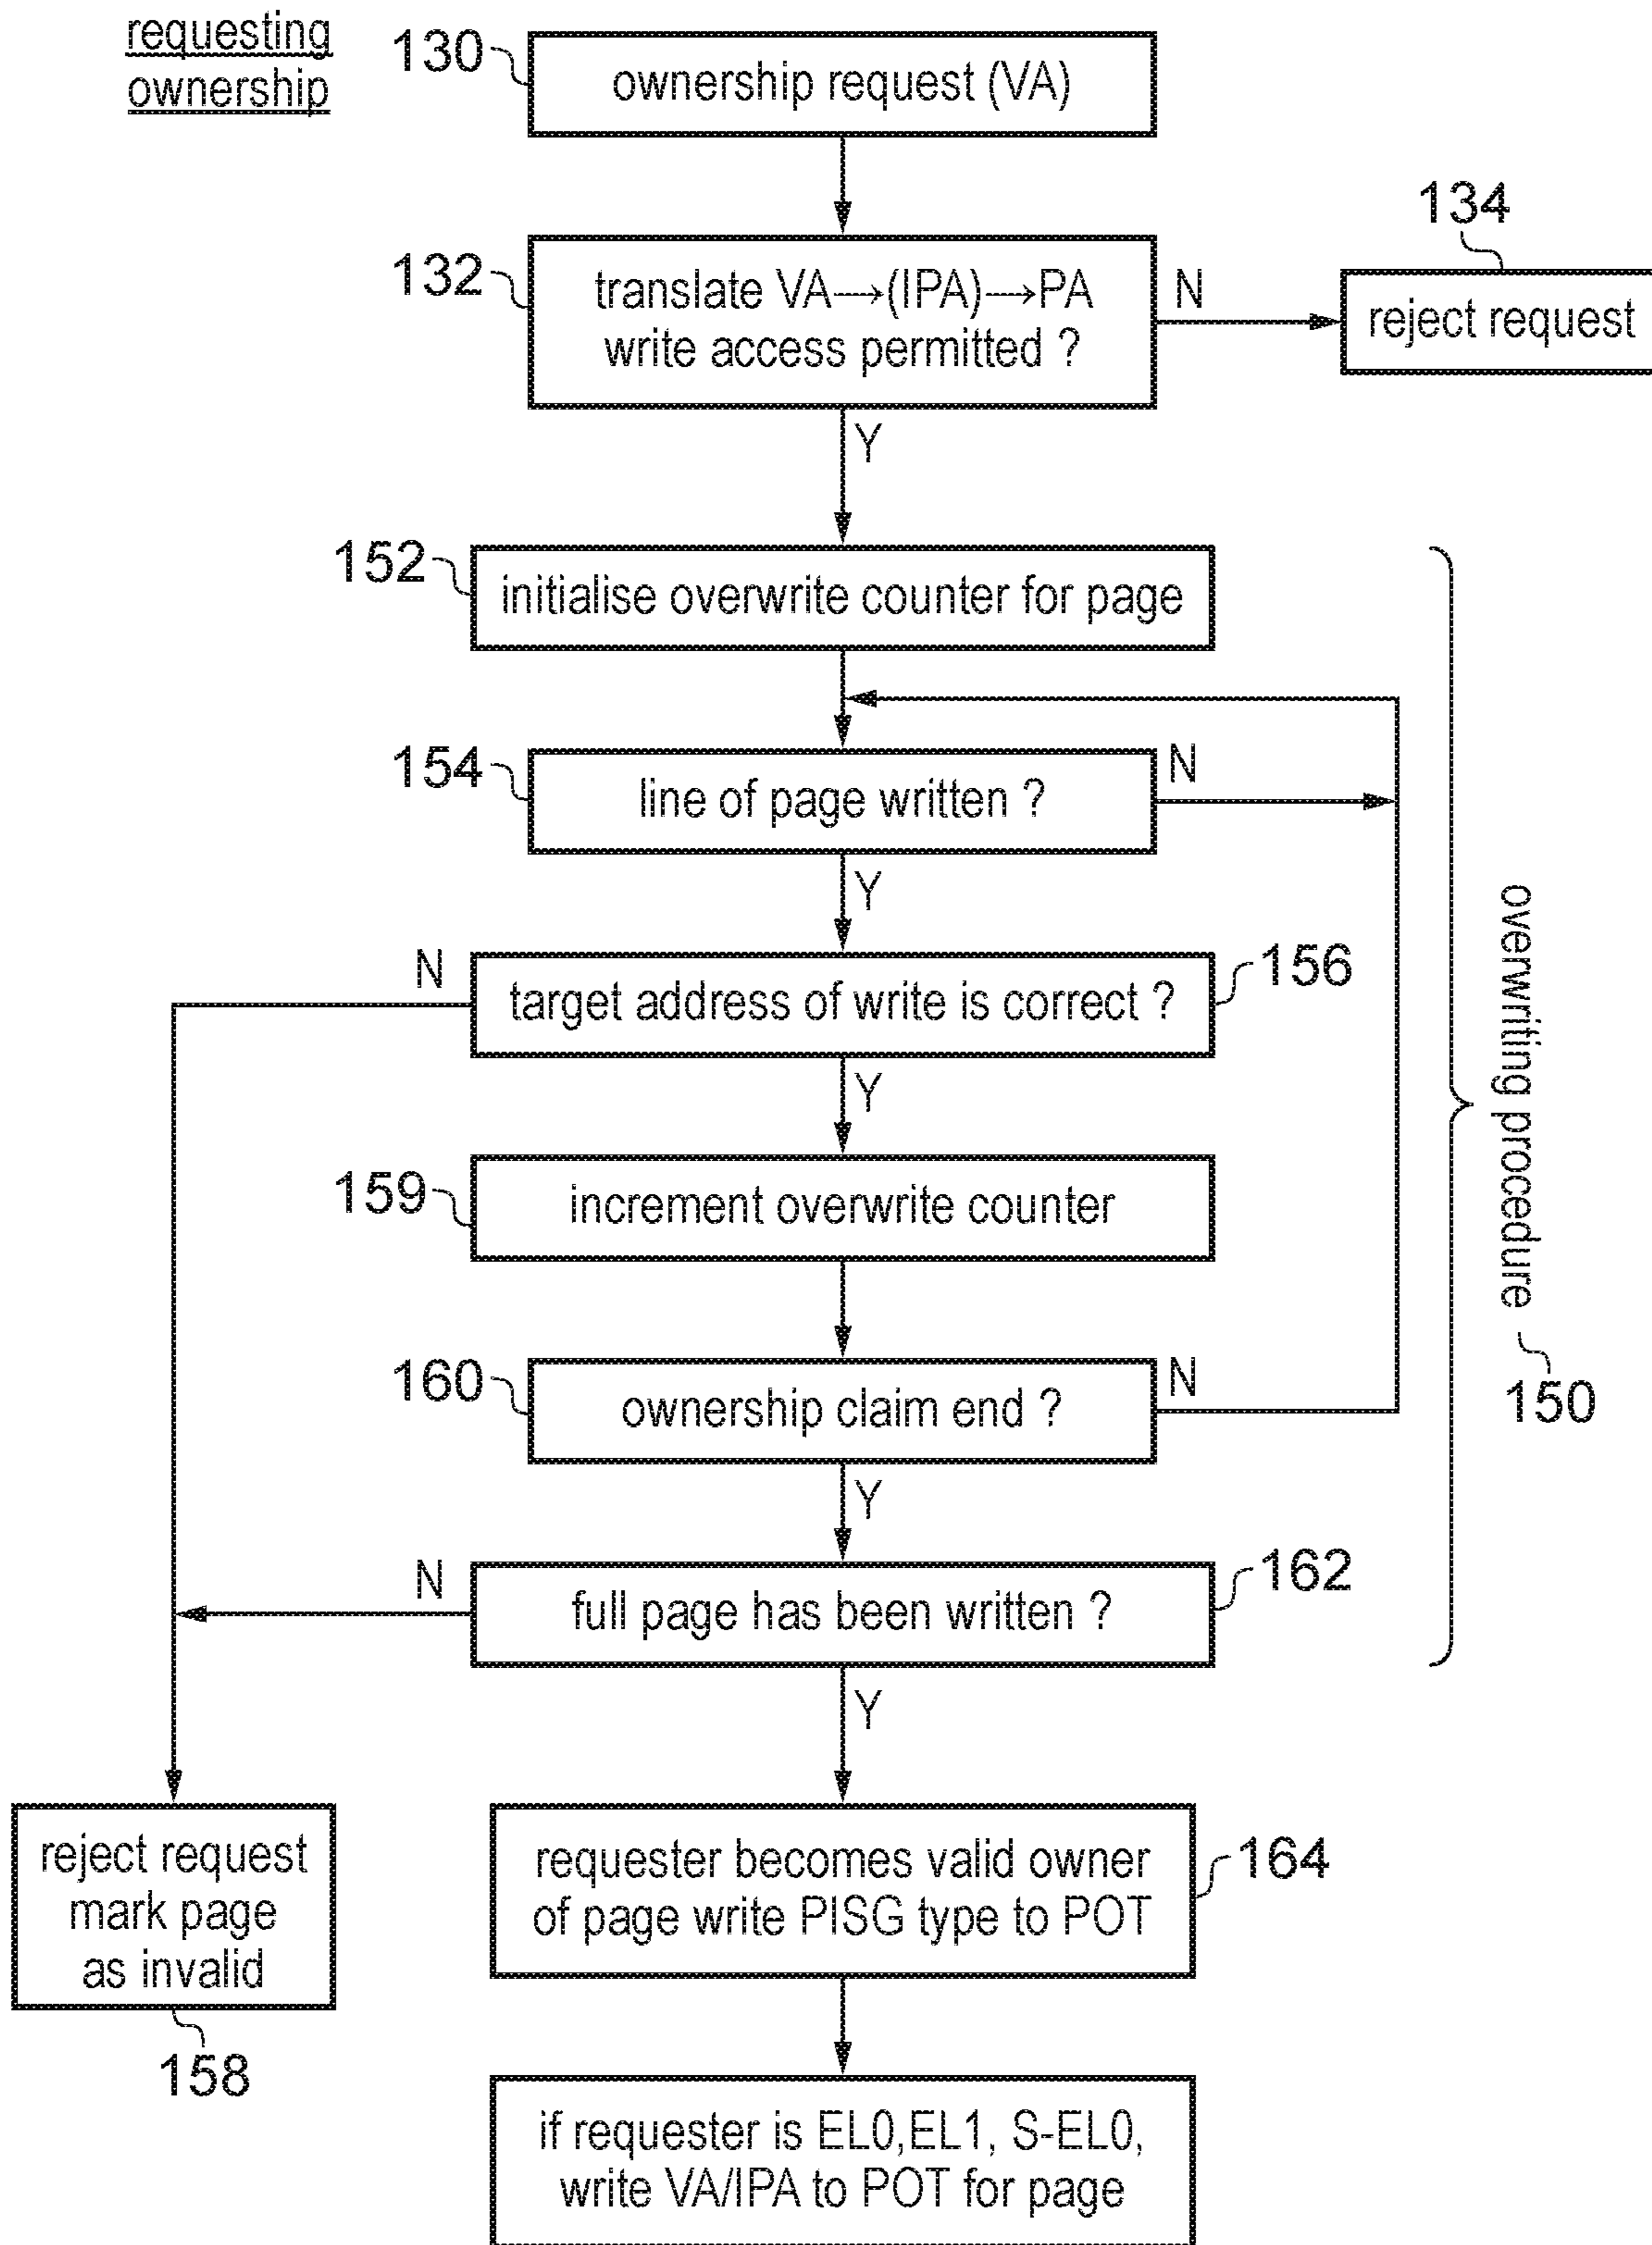 requesting
ownership
130
ownership request (VA)
132
translate VA→(IPA)→PA
write access permitted ?
N
134
reject request
Y
152
initialise overwrite counter for page
154
line of page written ?
N
Y
N
target address of write is correct ?
156
Y
159
increment overwrite counter
160
ownership claim end ?
N
Y
N
full page has been written ?
162
overwriting procedure
150
Y
reject request
mark page
as invalid
158
requester becomes valid owner
of page write PISG type to POT
164
if requester is EL0,EL1, S-EL0,
write VA/IPA to POT for page